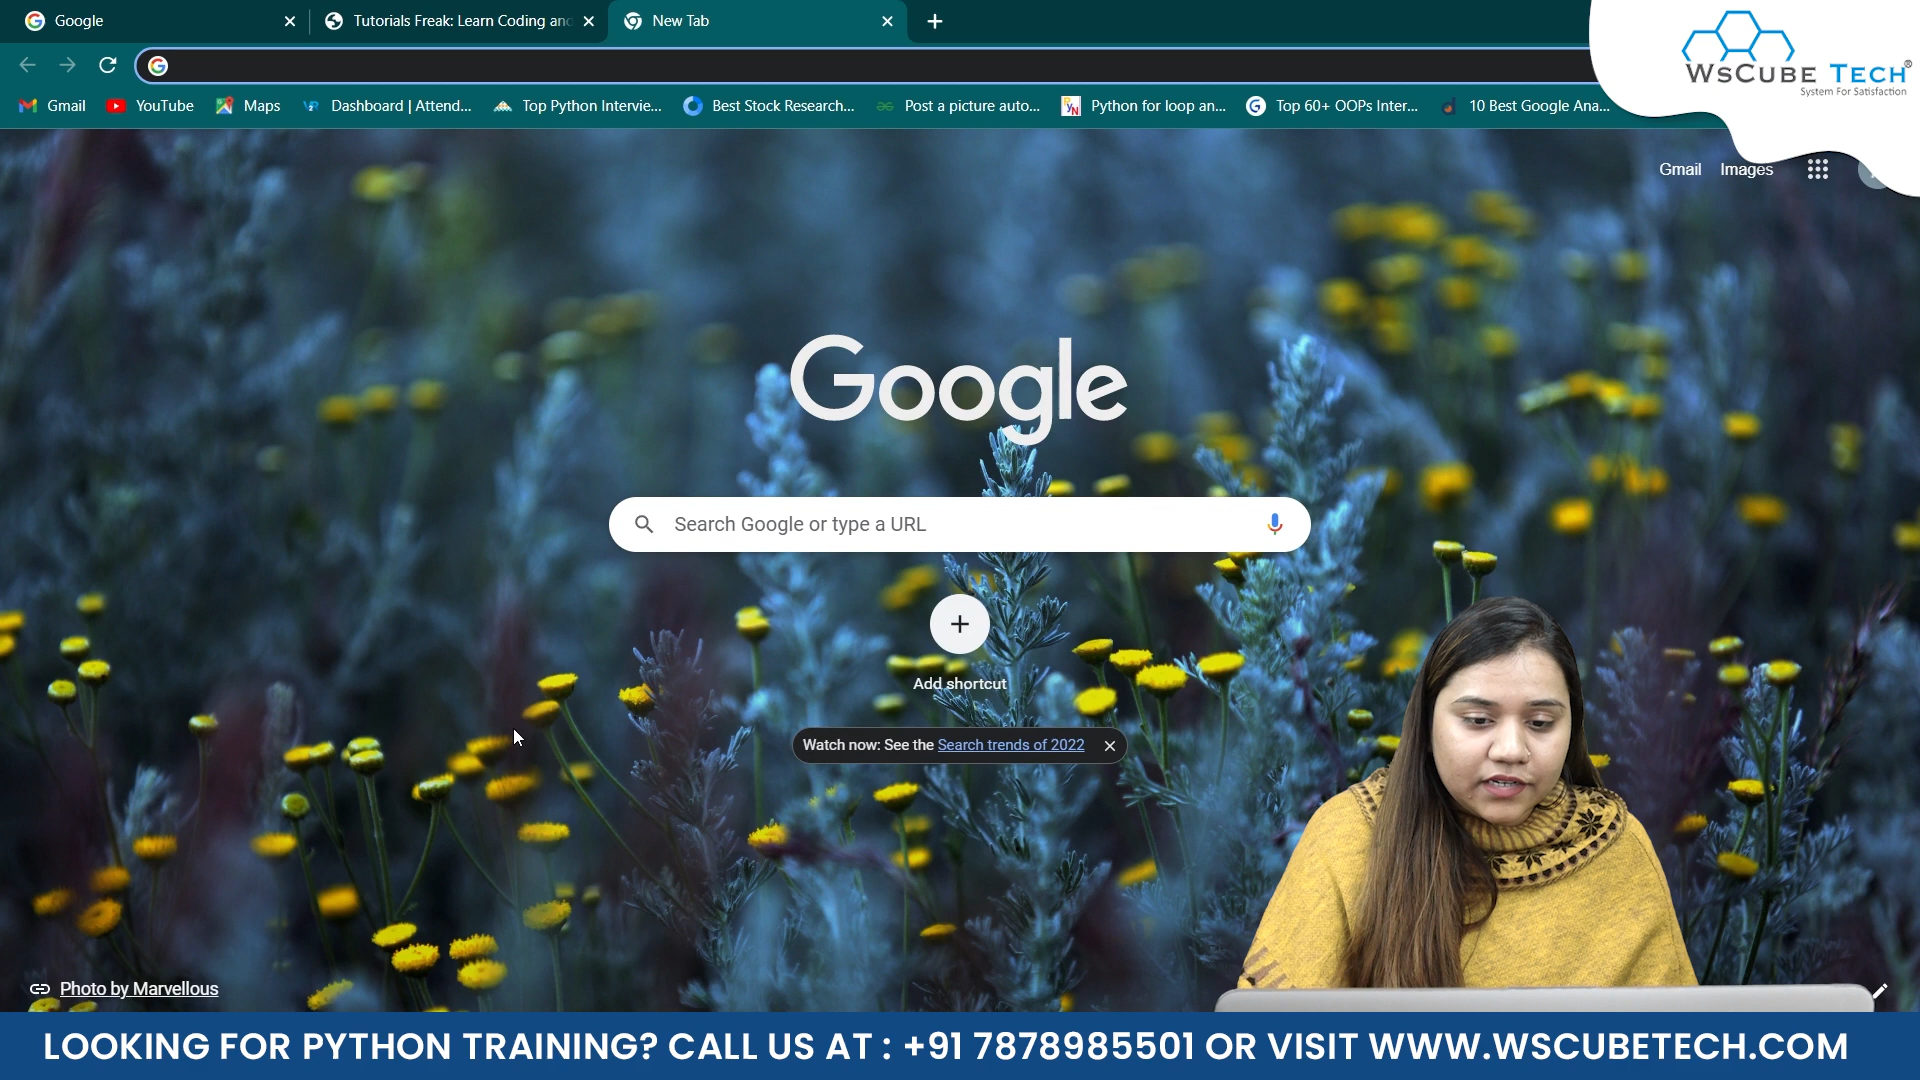 Google
Tutorials Freak: Learn Coding and
New Tab
Gmail
YouTube
Maps
Dashboard | Attend...
Top Python Intervie...
Best Stock Research...
Post a picture auto...
Python for loop an...
Top 60+ OOPs Inter...
10 Best Google Ana...
WsCube Tech®
System For Satisfaction
Gmail Images
Google
Search Google or type a URL
Add shortcut
Watch now: See the Search trends of 2022
Photo by Marvellous
LOOKING FOR PYTHON TRAINING? CALL US AT : +91 7878985501 OR VISIT WWW.WSCUBETECH.COM